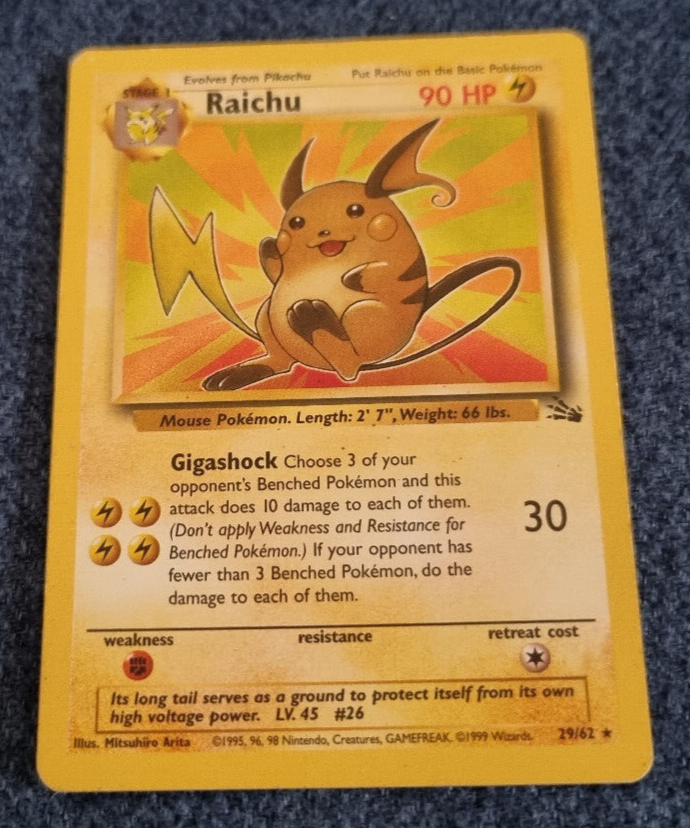 Evolves from Pikachu Put Raichu on the Basic Pokémon
STAGE 1
Raichu 90 HP
Mouse Pokémon. Length: 2' 7", Weight: 66 lbs.
Gigashock Choose 3 of your
opponent's Benched Pokémon and this
attack does 10 damage to each of them.
(Don't apply Weakness and Resistance for
Benched Pokémon.) If your opponent has
fewer than 3 Benched Pokémon, do the
damage to each of them.
30
weakness resistance retreat cost
Its long tail serves as a ground to protect itself from its own
high voltage power. LV. 45 #26
Illus. Mitsuhiro Arita ©1995, 96, 98 Nintendo, Creatures, GAMEFREAK. ©1999 Wizards. 29/62 ★